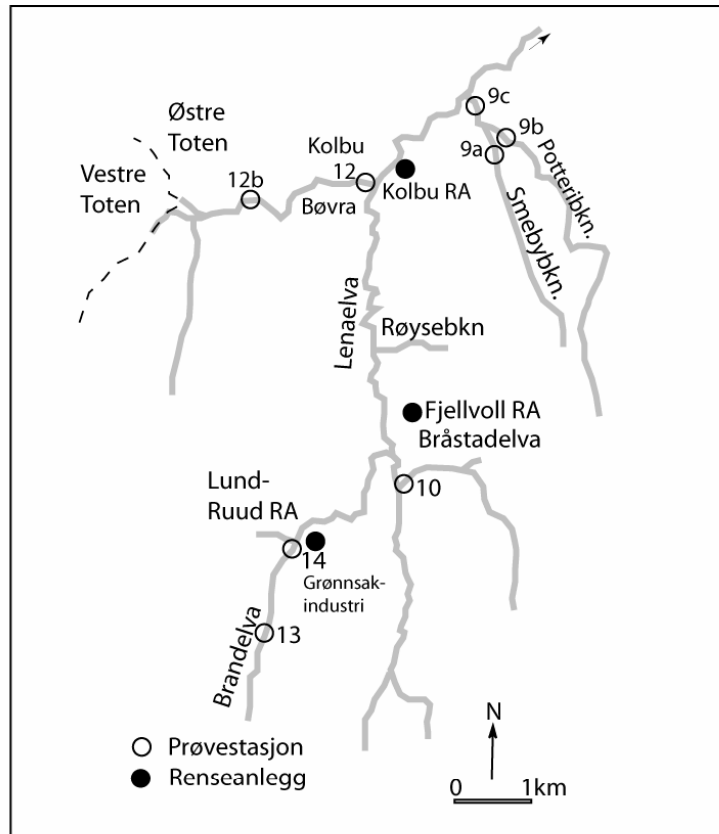 9c
Østre
Toten
9b
Kolbu
9a
Potteribkn.
Vestre
Toten
12b
12
Kolbu RA
Bøvra
Smebybkn.
Lenaelva
Røysebkn
Fjellvoll RA
Bråstadelva
Lund-
Ruud RA
10
14
Grønnsak-
industri
13
Brandelva
N
Prøvestasjon
Renseanlegg
0 1km